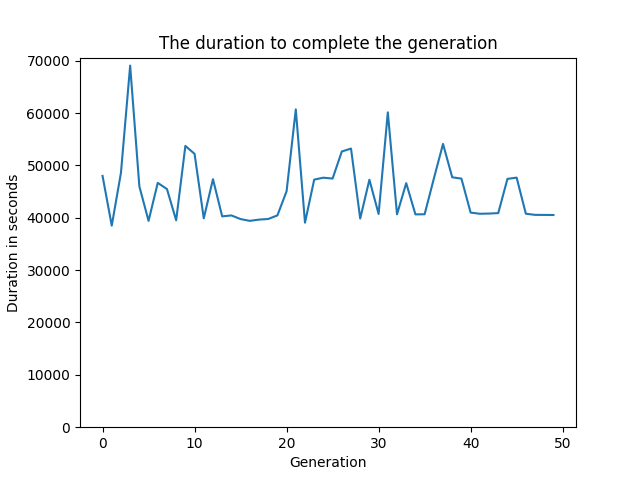 The duration to complete the generation
70000
60000
50000
40000
30000
20000
10000
0
Duration in seconds
0 10 20 30 40 50
Generation